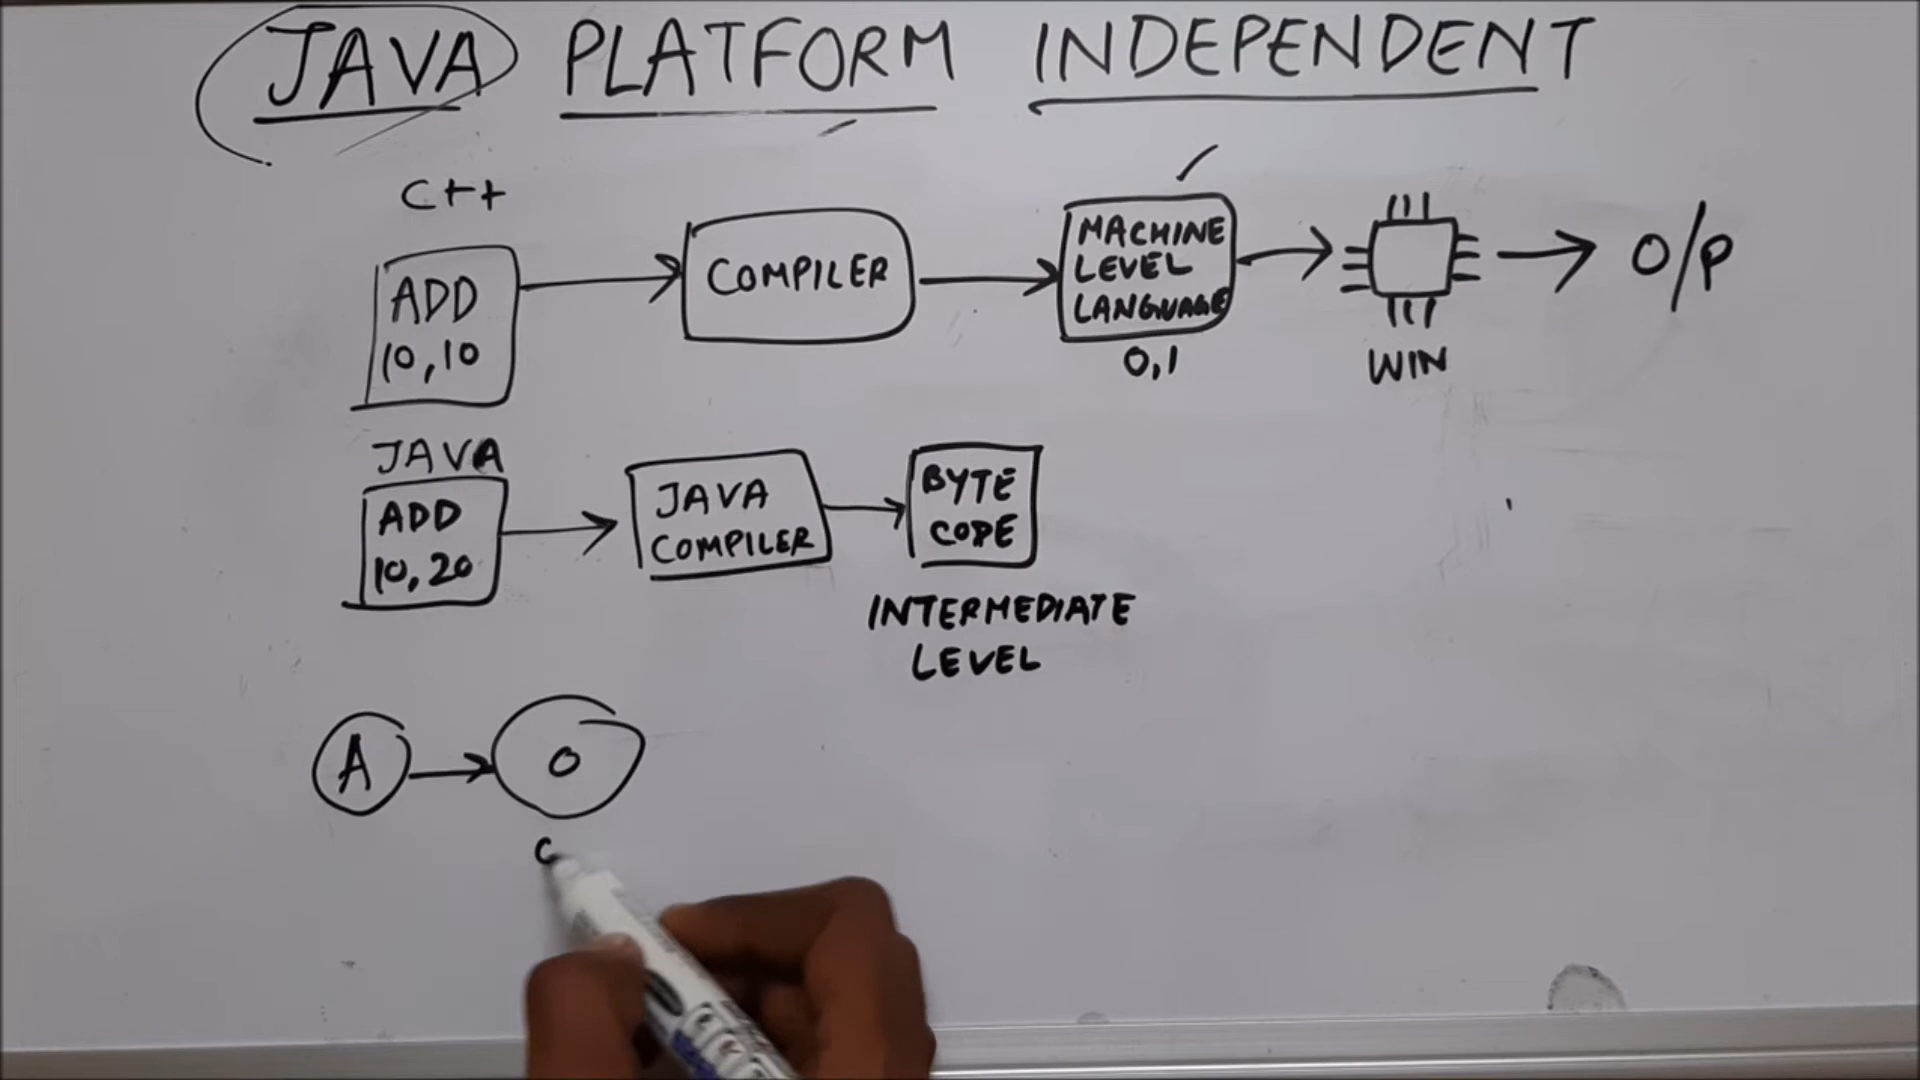 JAVA PLATFORM INDEPENDENT
C++
ADD
10,10
COMPILER
MACHINE
LEVEL
LANGUAGE
0,1
WIN
O/P
JAVA
ADD
10,20
JAVA
COMPILER
BYTE
CODE
INTERMEDIATE
LEVEL
A
O
C